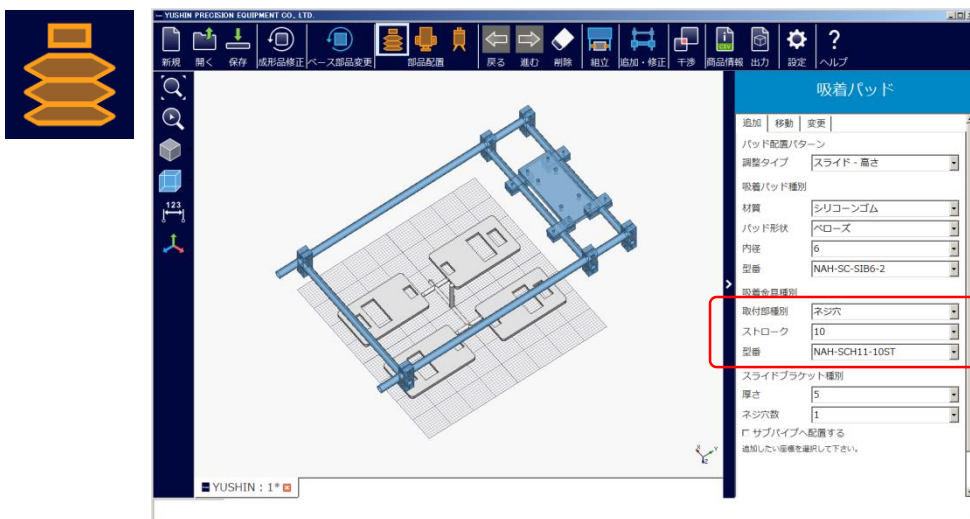 YUSHIN PRECISION EQUIPMENT CO., LTD.
新規 開く 保存 成形品修正 ベース部品変更 部品配置 戻る 進む 削除 組立 追加・修正 干渉 商品情報 出力 設定 ヘルプ
CSV
123
吸着パッド
追加 移動 変更
パッド配置パターン
調整タイプ スライド - 高さ
吸着パッド種別
材質 シリコーンゴム
パッド形状 ベローズ
内径 6
型番 NAH-SC-SIB6-2
吸着金具種別
取付部種別 ネジ穴
ストローク 10
型番 NAH-SCH11-10ST
スライドブラケット種別
厚さ 5
ネジ穴数 1
サブパイプへ配置する
追加したい座標を選択して下さい。
X Y Z
YUSHIN : 1*